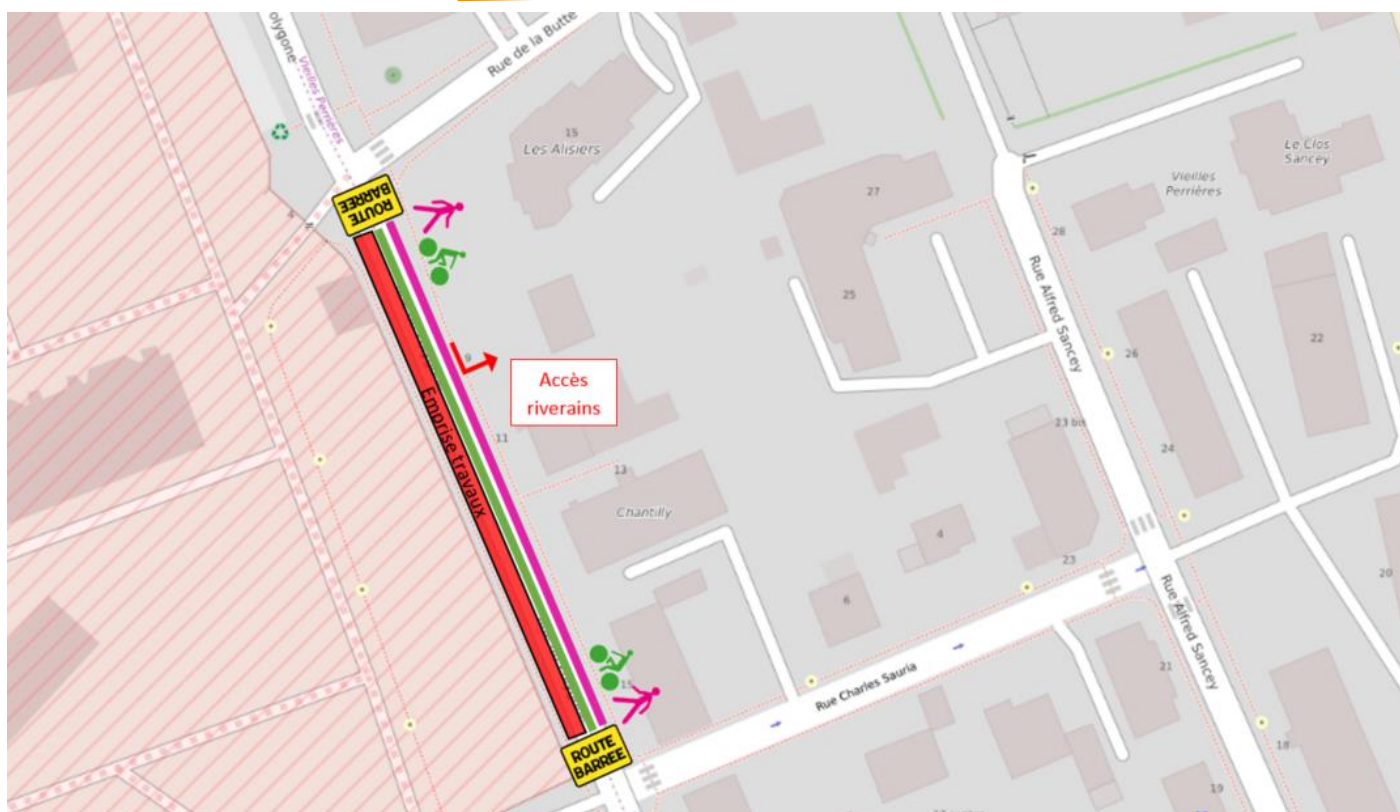 olygone
Vieilles Perrières
Rue de la Butte
15
Les Alisiers
4
ROUTE
BARREE
9
Accès
riverains
Emprise travaux
11
13
Chantilly
15
ROUTE
BARREE
27
25
Rue Alfred Sancey
28
26
24
23 bis
23
4
6
Vieilles
Perrières
Le Clos
Sancey
22
20
Rue Charles Sauria
Rue Alfred Sancey
21
18
19